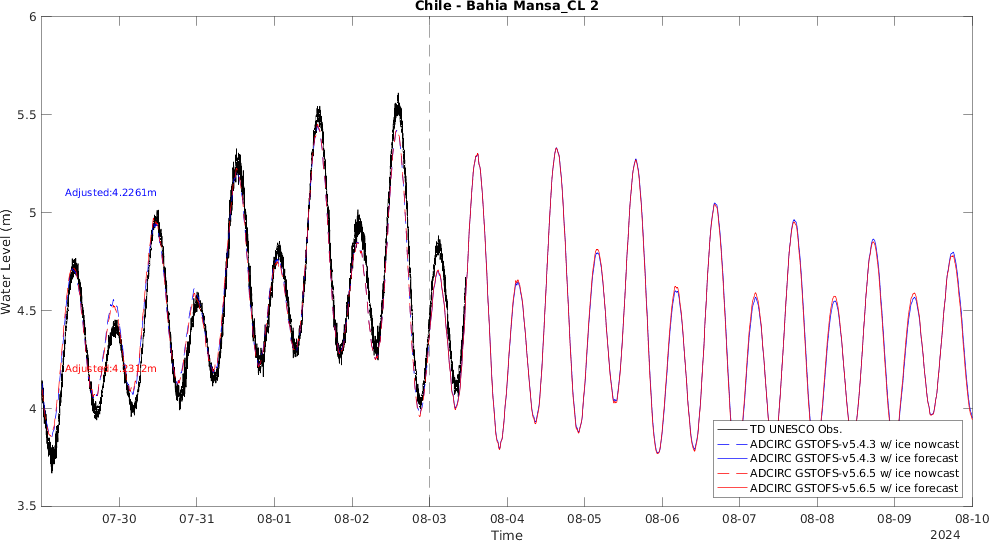 Chile - Bahia Mansa_CL 2
6
5.5
5
4.5
4
3.5
Water Level (m)
Adjusted:4.2261m
Adjusted:4.2312m
TD UNESCO Obs.
ADCIRC GSTOFS-v5.4.3 w/ ice nowcast
ADCIRC GSTOFS-v5.4.3 w/ ice forecast
ADCIRC GSTOFS-v5.6.5 w/ ice nowcast
ADCIRC GSTOFS-v5.6.5 w/ ice forecast
07-30 07-31 08-01 08-02 08-03 08-04 08-05 08-06 08-07 08-08 08-09 08-10
Time
2024